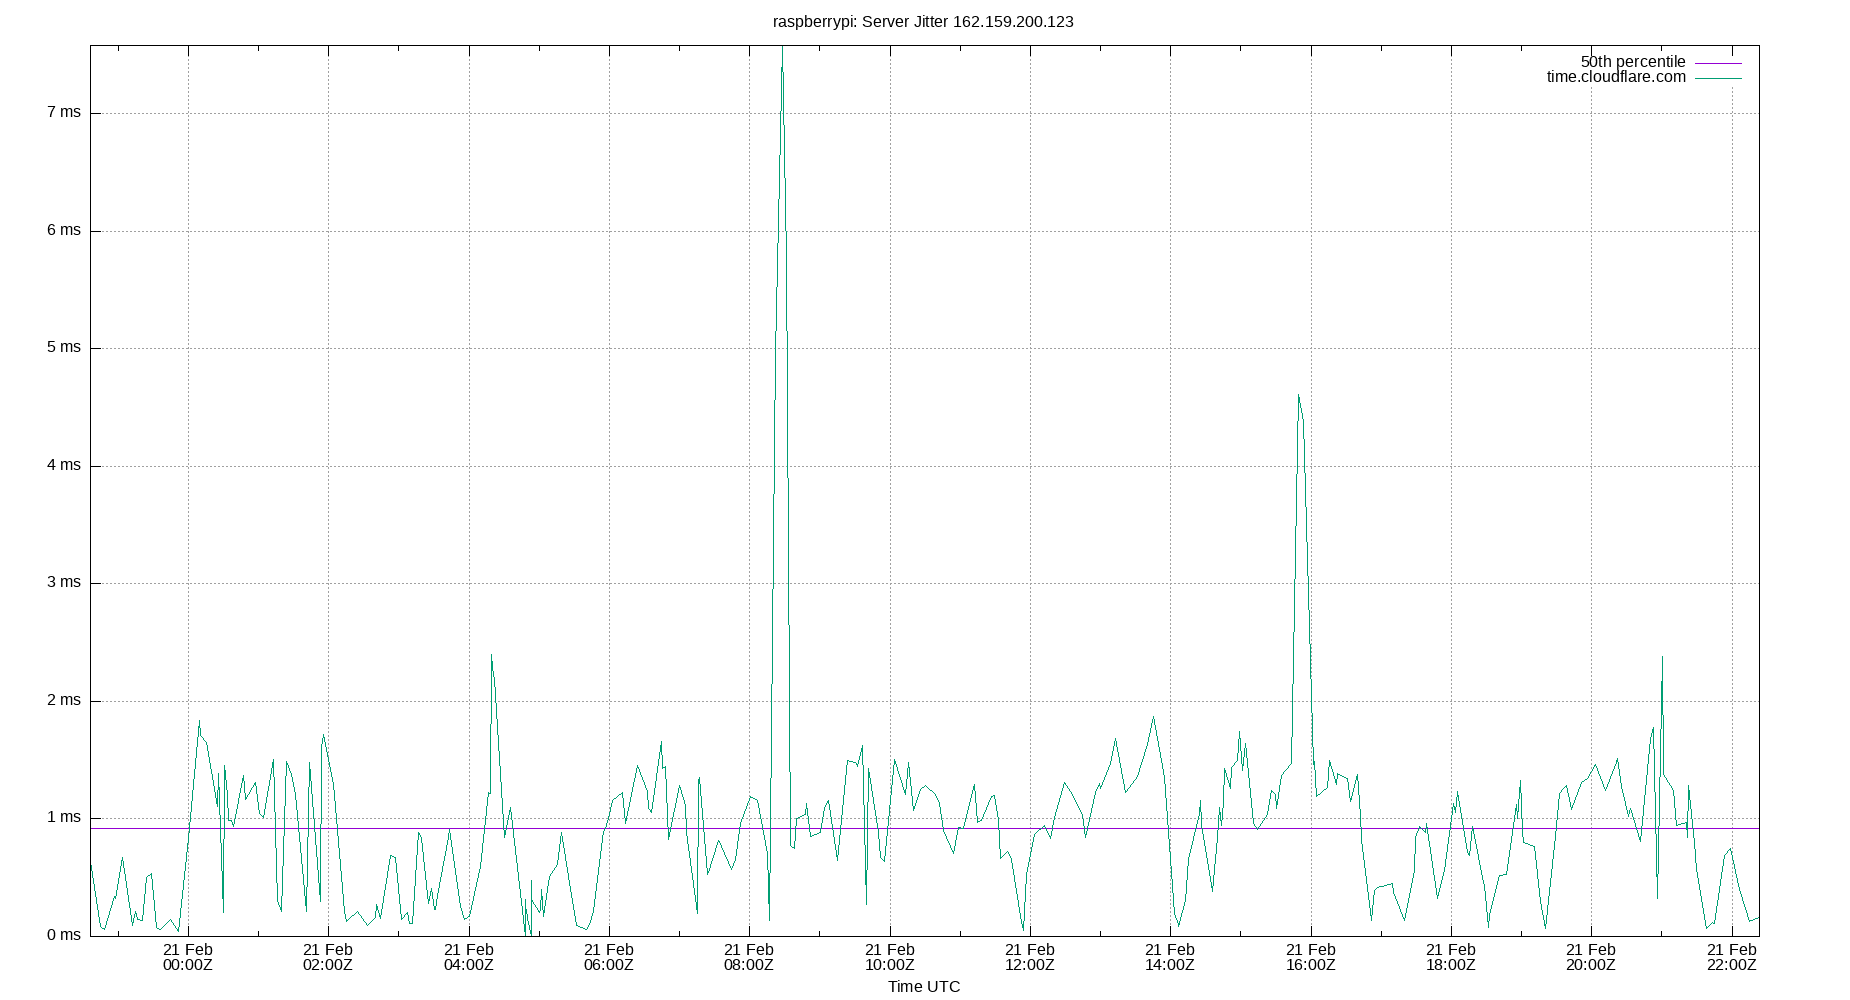 raspberrypi: Server Jitter 162.159.200.123
50th percentile
time.cloudflare.com
7 ms
6 ms
5 ms
4 ms
3 ms
2 ms
1 ms
0 ms
21 Feb 21 Feb 21 Feb 21 Feb 21 Feb 21 Feb 21 Feb 21 Feb 21 Feb 21 Feb 21 Feb 21 Feb
00:00Z 02:00Z 04:00Z 06:00Z 08:00Z 10:00Z 12:00Z 14:00Z 16:00Z 18:00Z 20:00Z 22:00Z
Time UTC